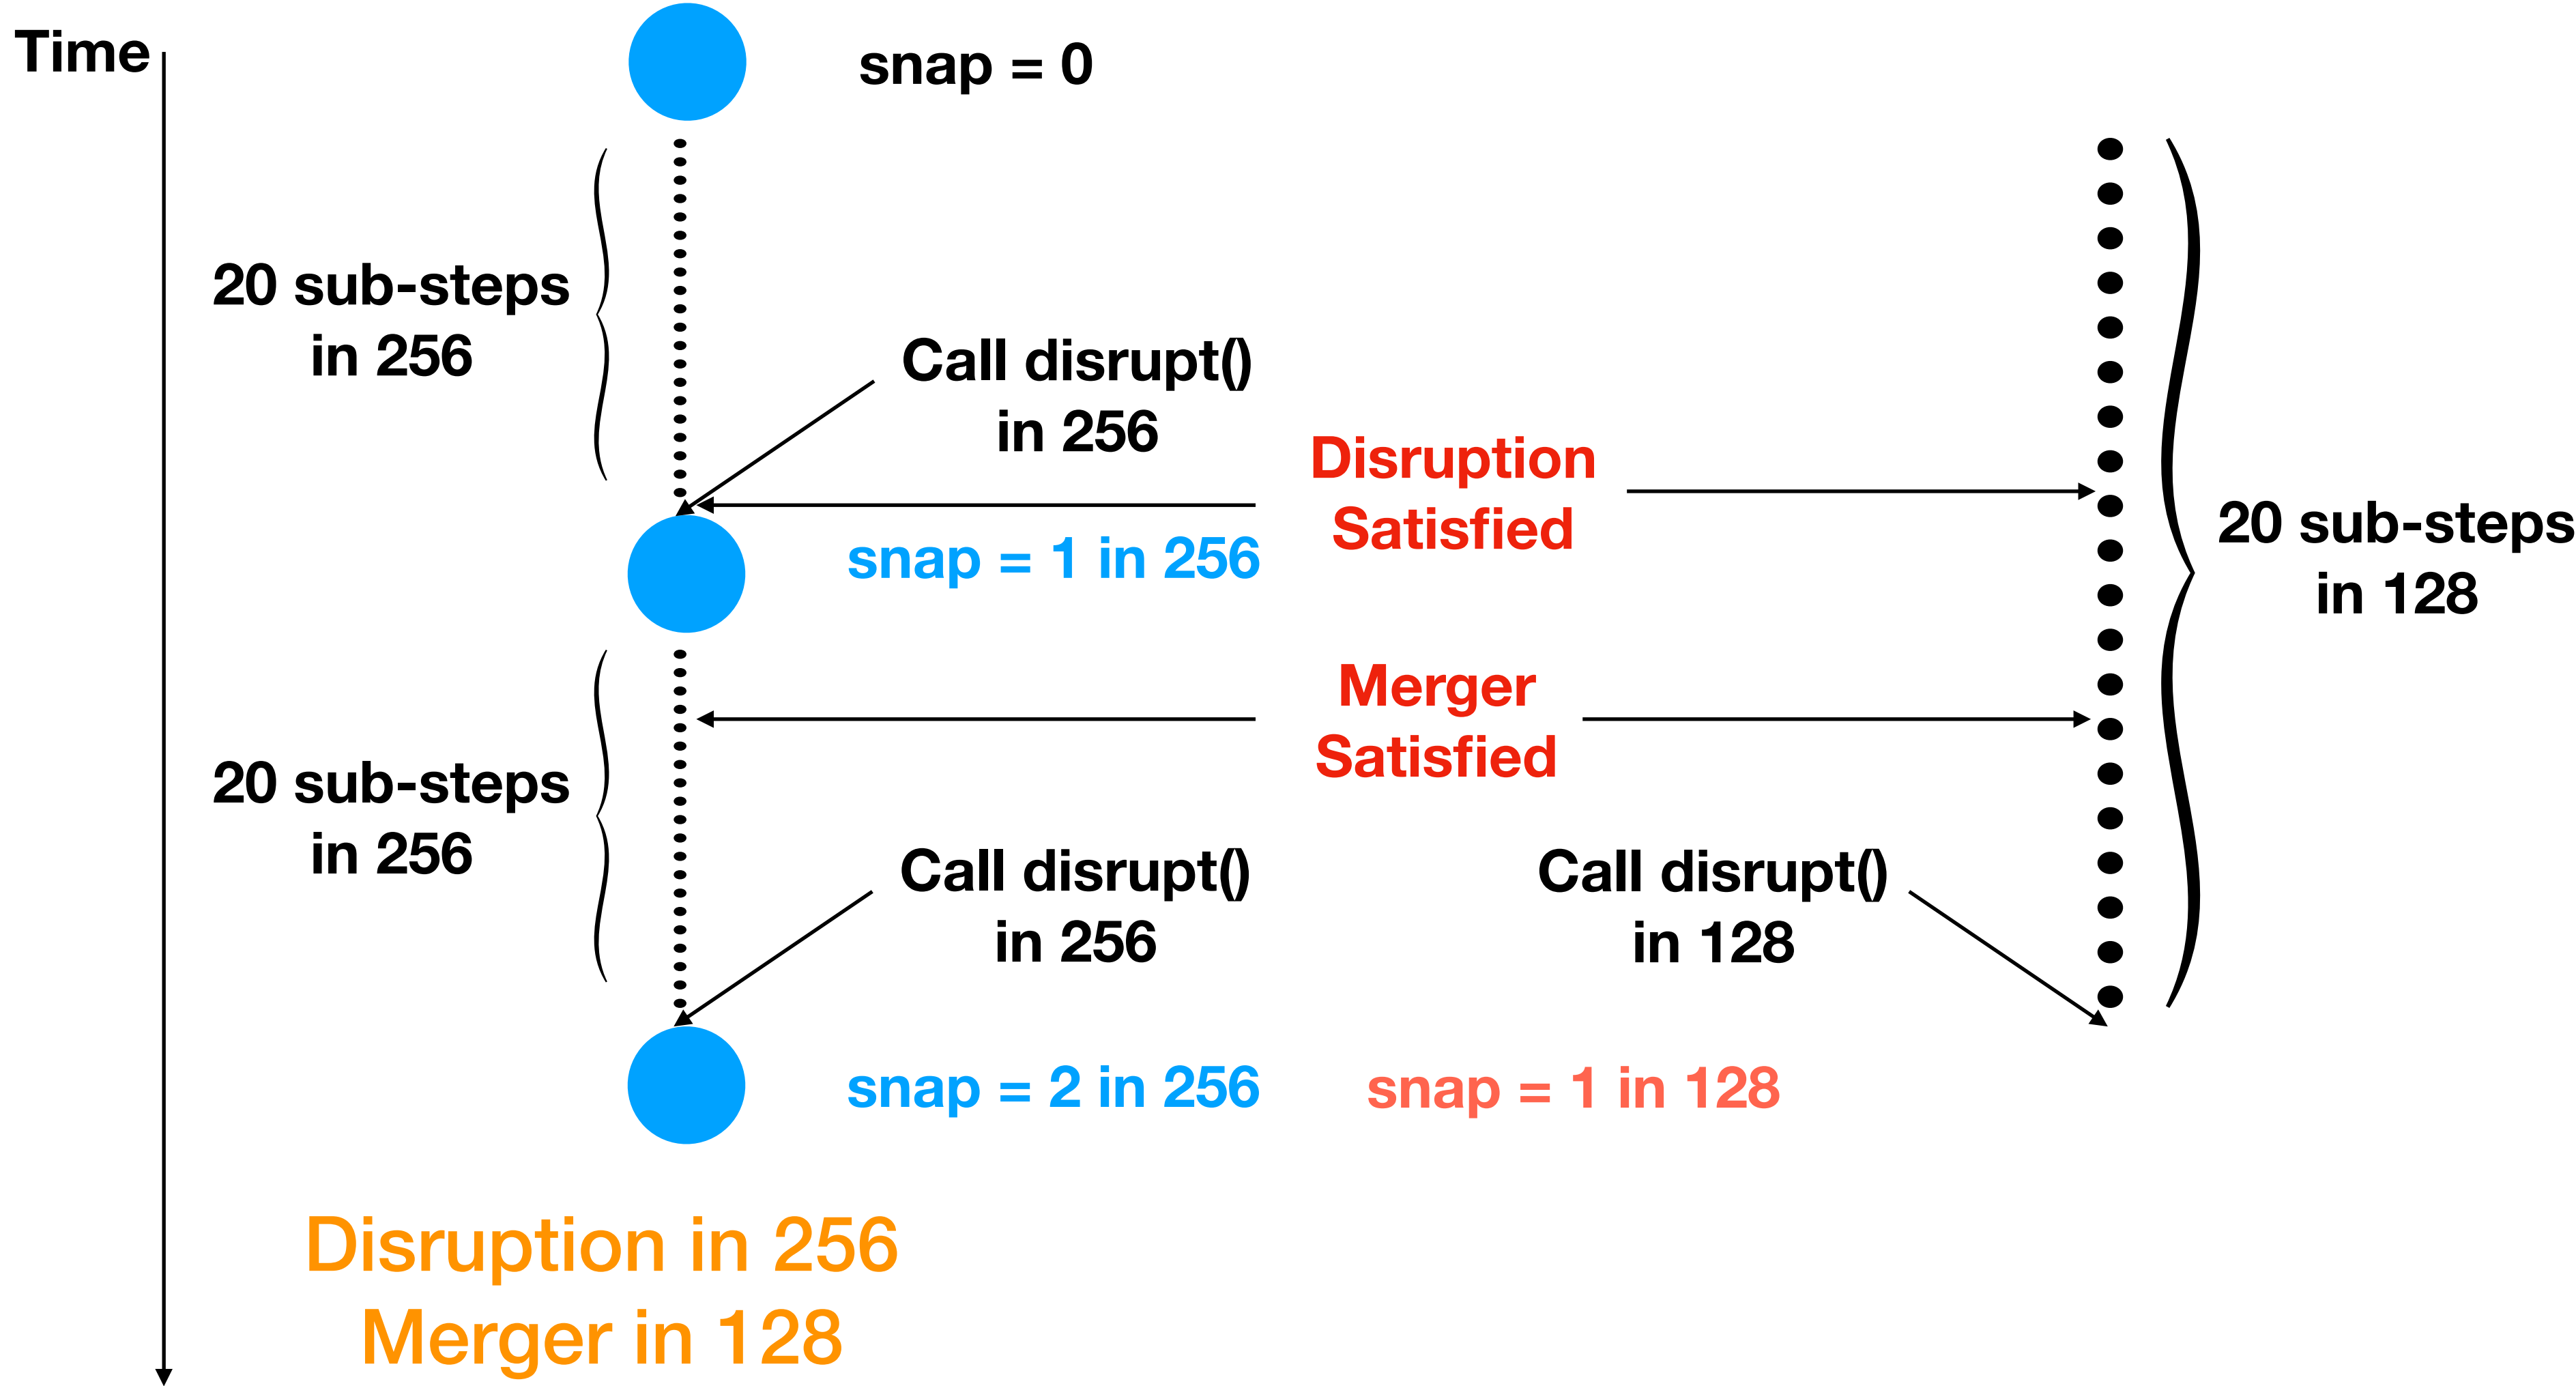 Time
snap = 0
20 sub-steps
in 256
Call disrupt()
in 256
Disruption
Satisfied
20 sub-steps
in 128
snap = 1 in 256
Merger
Satisfied
20 sub-steps
in 256
Call disrupt()
in 256
Call disrupt()
in 128
snap = 2 in 256
snap = 1 in 128
Disruption in 256
Merger in 128